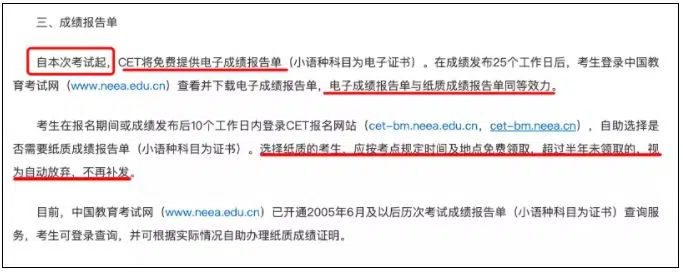 三、成绩报告单
自本次考试起，CET将免费提供电子成绩报告单（小语种科目为电子证书）。在成绩发布25个工作日后，考生登录中国教
育考试网（www.neea.edu.cn）查看并下载电子成绩报告单，电子成绩报告单与纸质成绩报告单同等效力。
考生在报名期间或成绩发布后10个工作日内登录CET报名网站（cet-bm.neea.edu.cn，cet-bm.neea.cn），自助选择是
否需要纸质成绩报告单（小语种科目为证书）。选择纸质的考生，应按考点规定时间及地点免费领取，超过半年未领取的，视
为自动放弃，不再补发。
目前，中国教育考试网（www.neea.edu.cn）已开通2005年6月及以后历次考试成绩报告单（小语种科目为证书）查询服
务，考生可登录查询，并可根据实际情况自助办理纸质成绩证明。